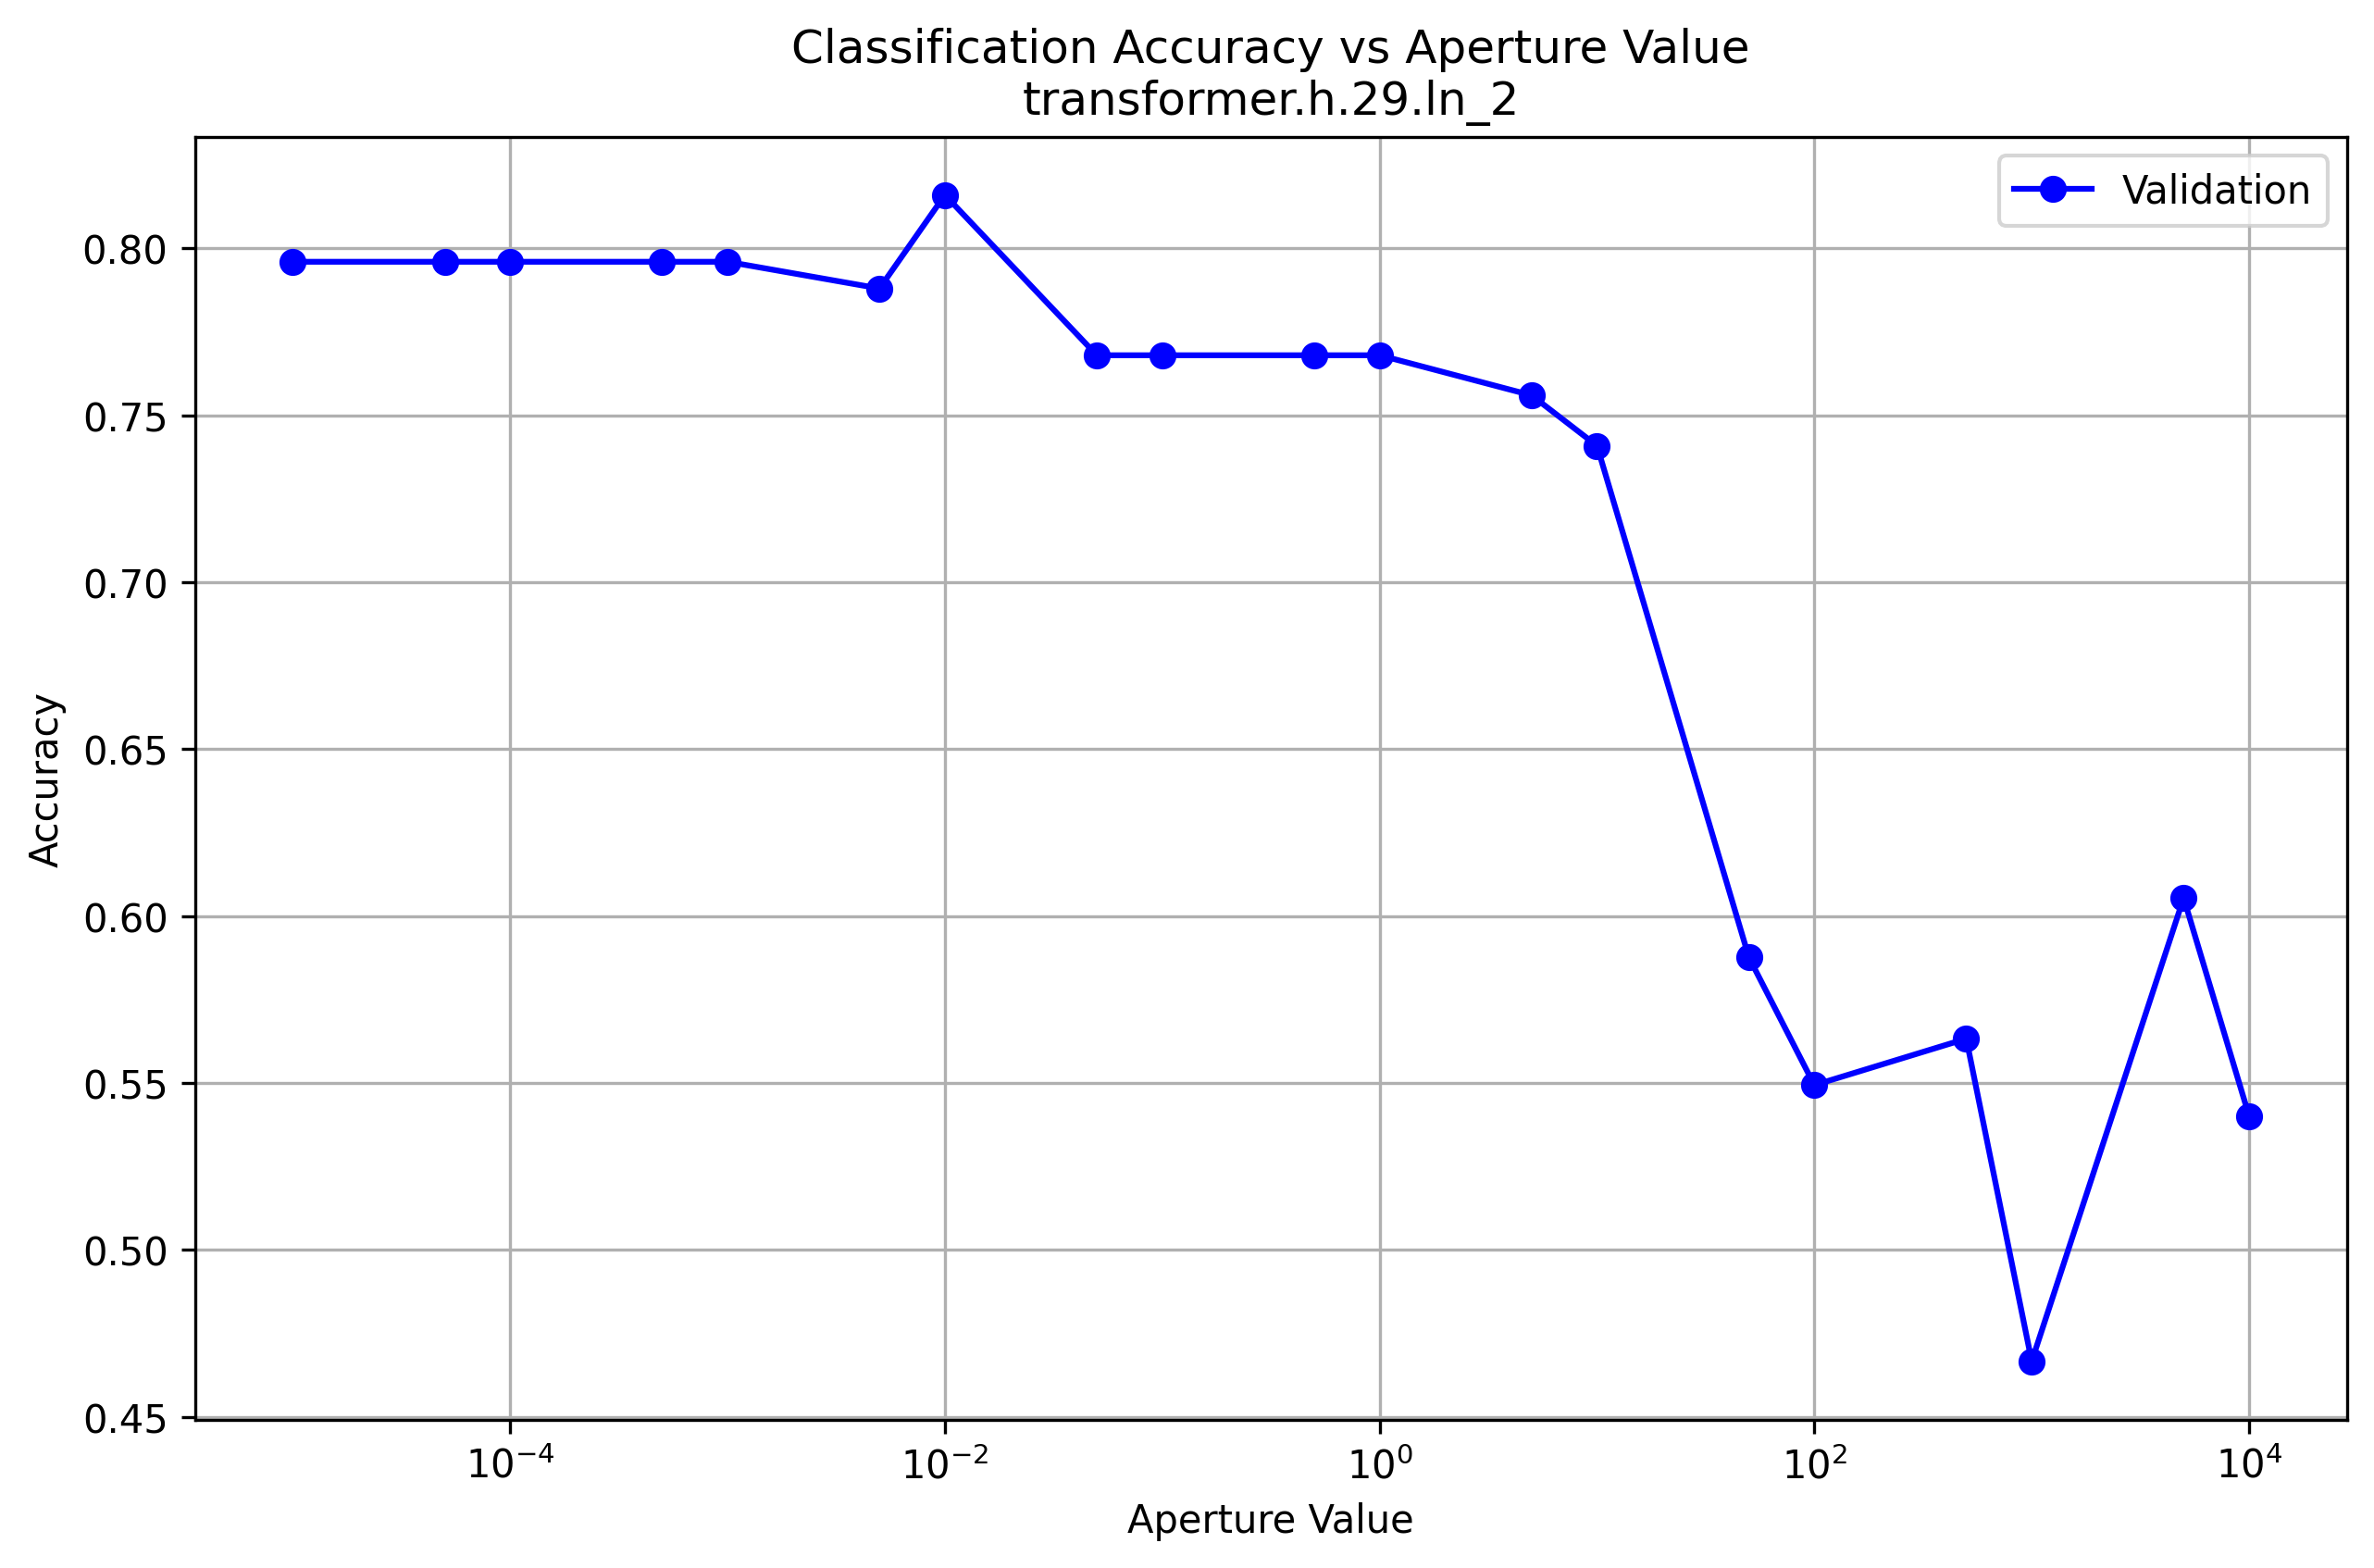 Classification Accuracy vs Aperture Value
transformer.h.29.ln_2
Validation
0.80
0.75
0.70
0.65
0.60
0.55
0.50
0.45
Accuracy
10⁻⁴ 10⁻² 10⁰ 10² 10⁴
Aperture Value